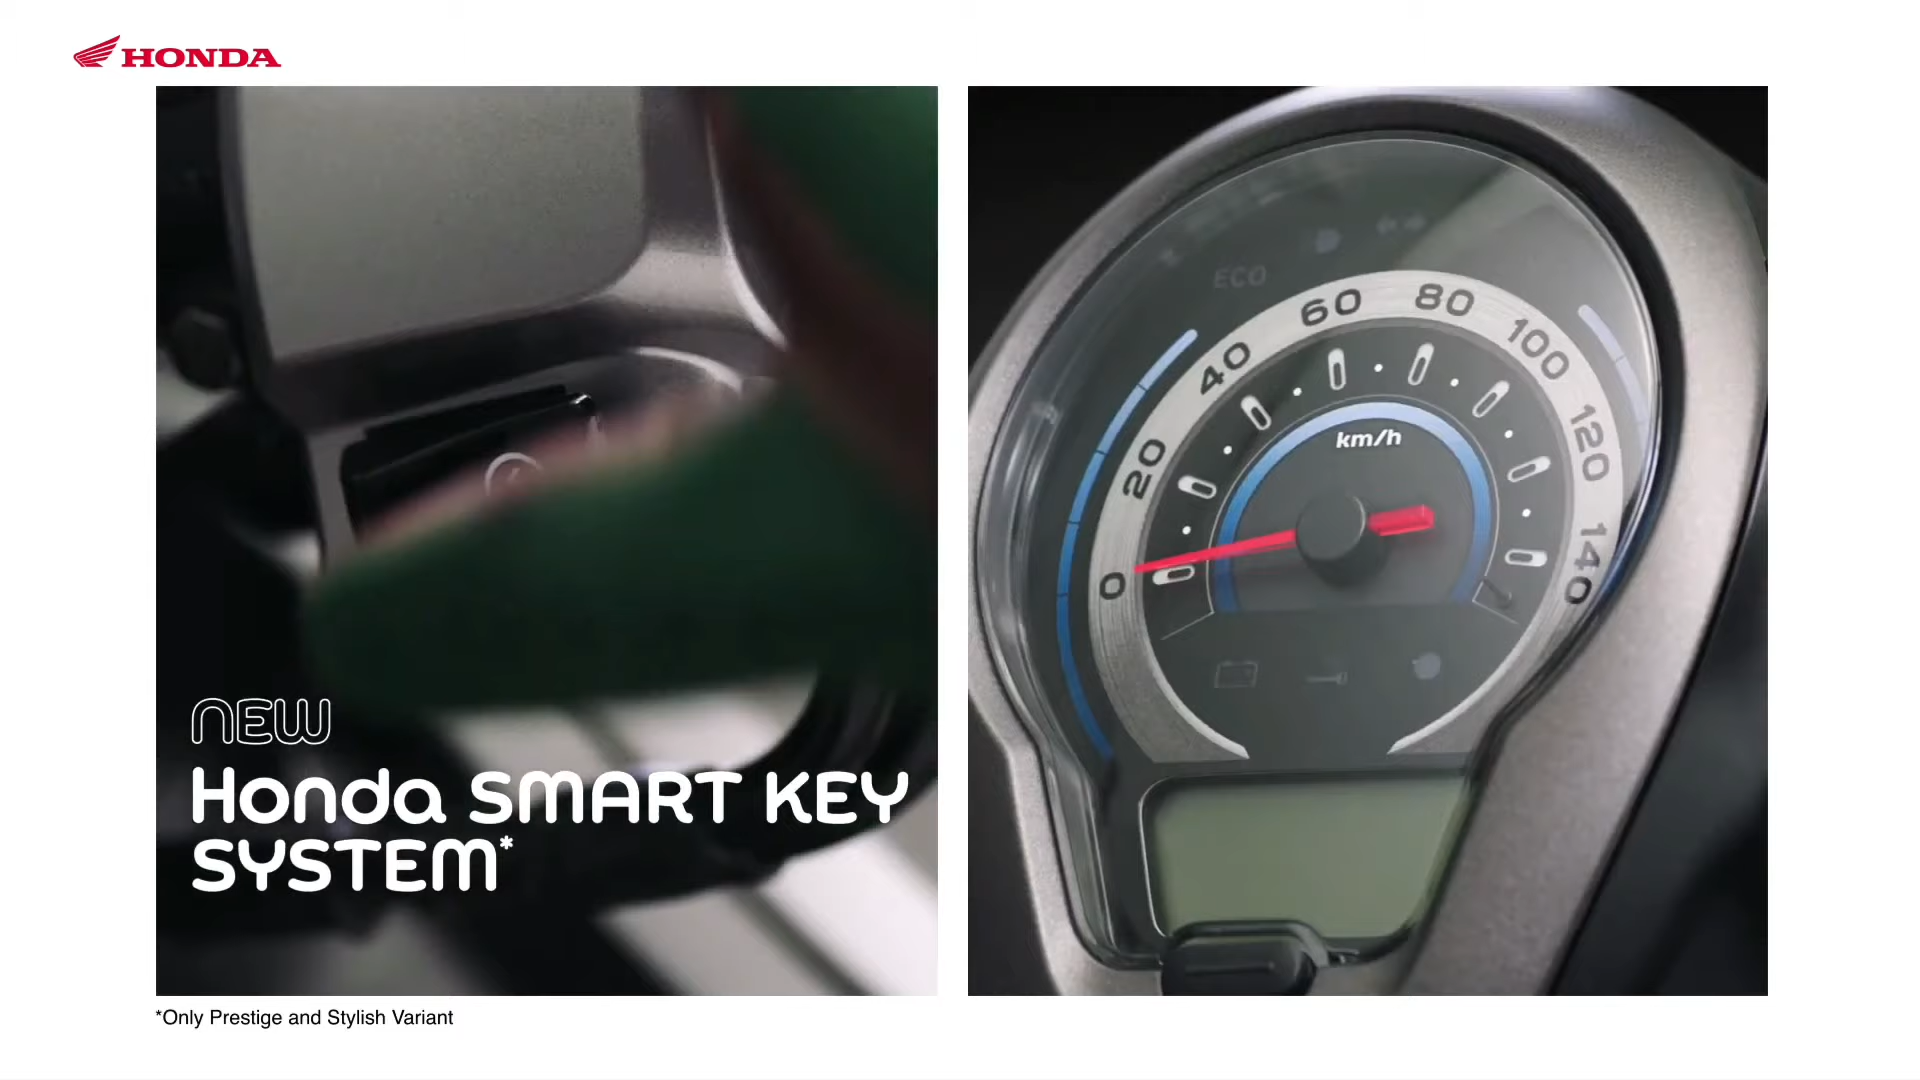 HONDA
NEW
Honda SMART KEY
SYSTEM*
ECO
0
20
40
60
80
100
120
140
km/h
*Only Prestige and Stylish Variant